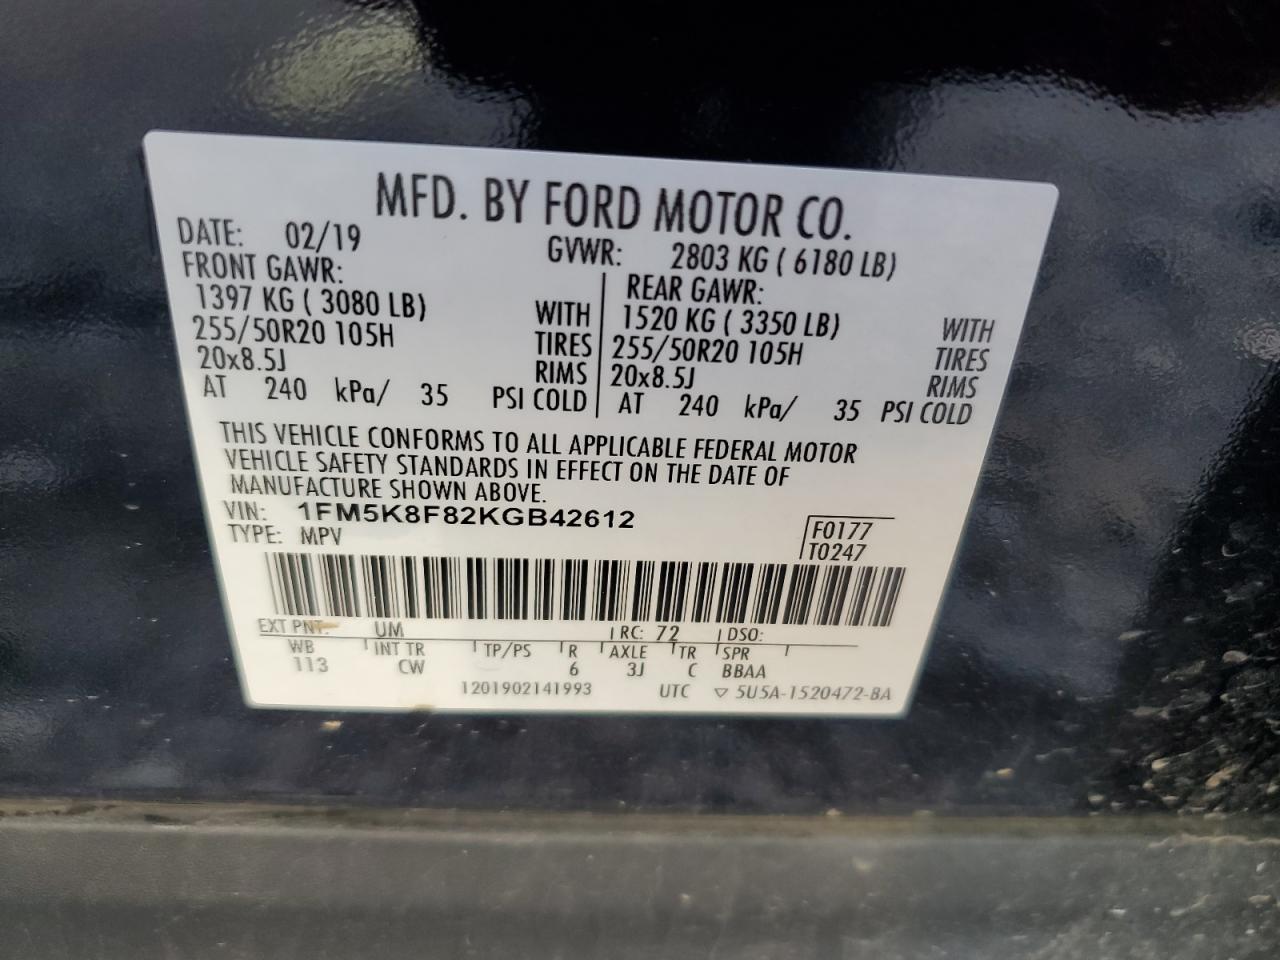 MFD. BY FORD MOTOR CO.
DATE: 02/19 GVWR: 2803 KG ( 6180 LB)
FRONT GAWR: REAR GAWR:
1397 KG ( 3080 LB) WITH 1520 KG ( 3350 LB) WITH
255/50R20 105H TIRES 255/50R20 105H TIRES
20x8.5J RIMS 20x8.5J RIMS
AT 240 kPa/ 35 PSI COLD AT 240 kPa/ 35 PSI COLD
THIS VEHICLE CONFORMS TO ALL APPLICABLE FEDERAL MOTOR
VEHICLE SAFETY STANDARDS IN EFFECT ON THE DATE OF
MANUFACTURE SHOWN ABOVE.
VIN: 1FM5K8F82KGB42612 F0177
TYPE: MPV T0247
EXT PNT: UM RC: 72 DSO:
WB INT TR TP/PS R AXLE TR SPR
113 CW 6 3J C BBAA
1201902141993 UTC ▽ 5U5A-1520472-BA